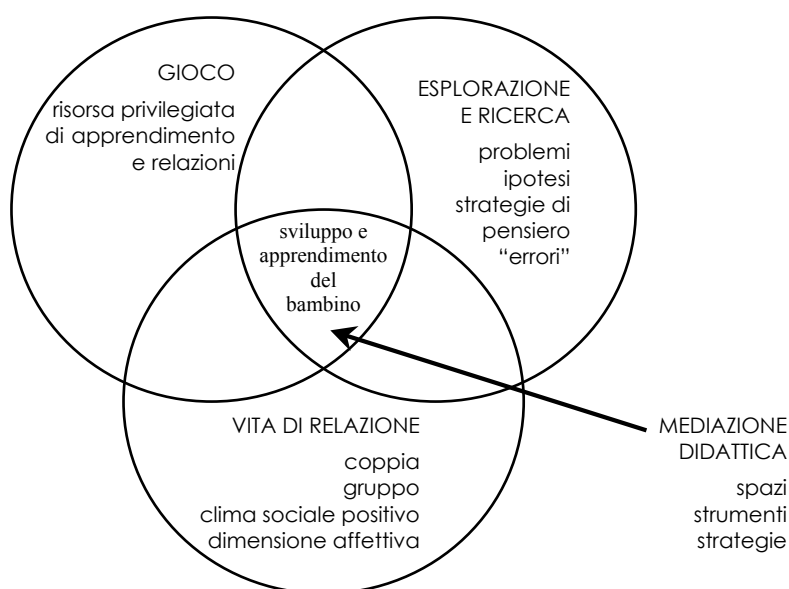 GIOCO
risorsa privilegiata
di apprendimento
e relazioni
ESPLORAZIONE
E RICERCA
problemi
ipotesi
strategie di
pensiero
“errori”
sviluppo e
apprendimento
del
bambino
VITA DI RELAZIONE
coppia
gruppo
clima sociale positivo
dimensione affettiva
MEDIAZIONE
DIDATTICA
spazi
strumenti
strategie